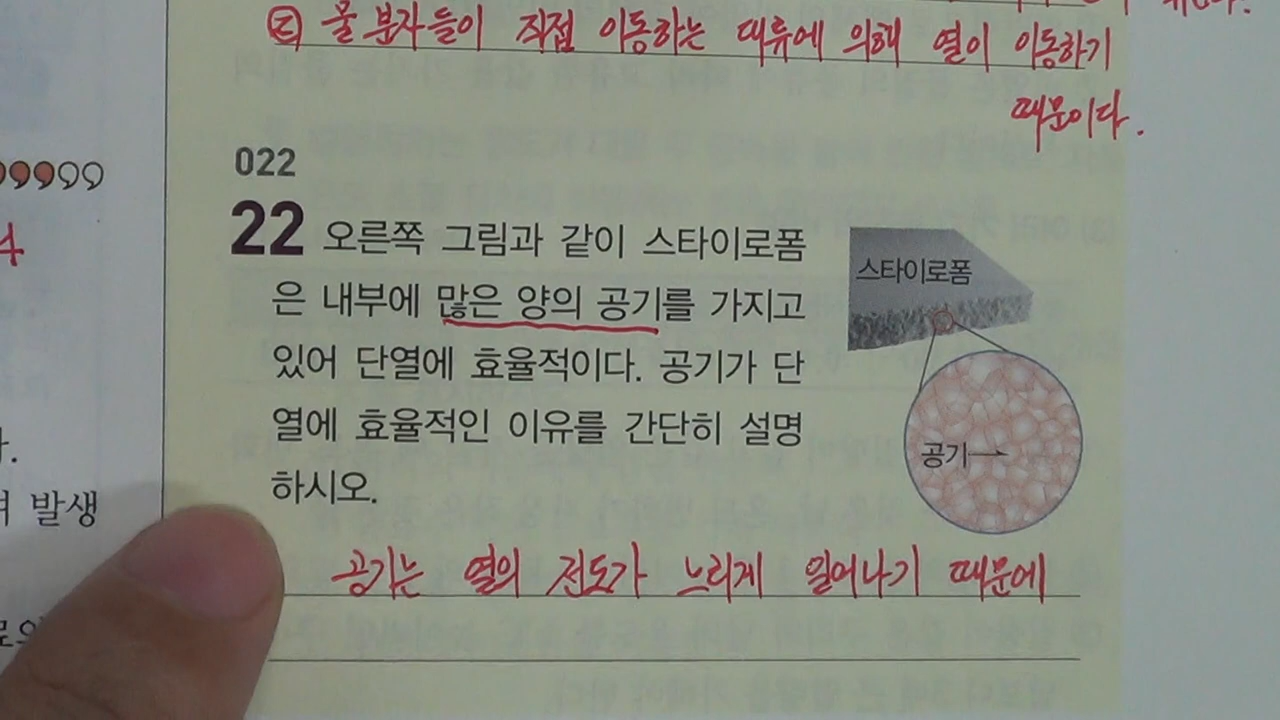 ㉢ 물 분자들이 직접 이동하는 대류에 의해 열이 이동하기
때문이다.
022
4
22 오른쪽 그림과 같이 스타이로폼
은 내부에 많은 양의 공기를 가지고
있어 단열에 효율적이다. 공기가 단
열에 효율적인 이유를 간단히 설명
하시오.
스타이로폼
공기
발생
공기는 열의 전도가 느리게 일어나기 때문에